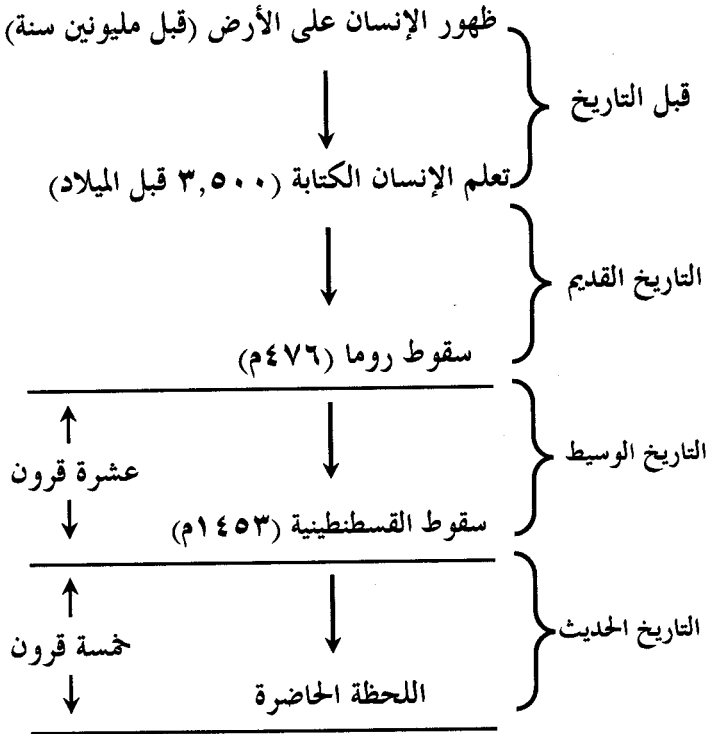 ظهور الإنسان على الأرض (قبل مليونين سنة)
قبل التاريخ
تعلم الإنسان الكتابة (٣,٥٠٠ قبل الميلاد)
التاريخ القديم
سقوط روما (٤٧٦م)
التاريخ الوسيط
عشرة قرون
سقوط القسطنطينية (١٤٥٣م)
التاريخ الحديث
خمسة قرون
اللحظة الحاضرة